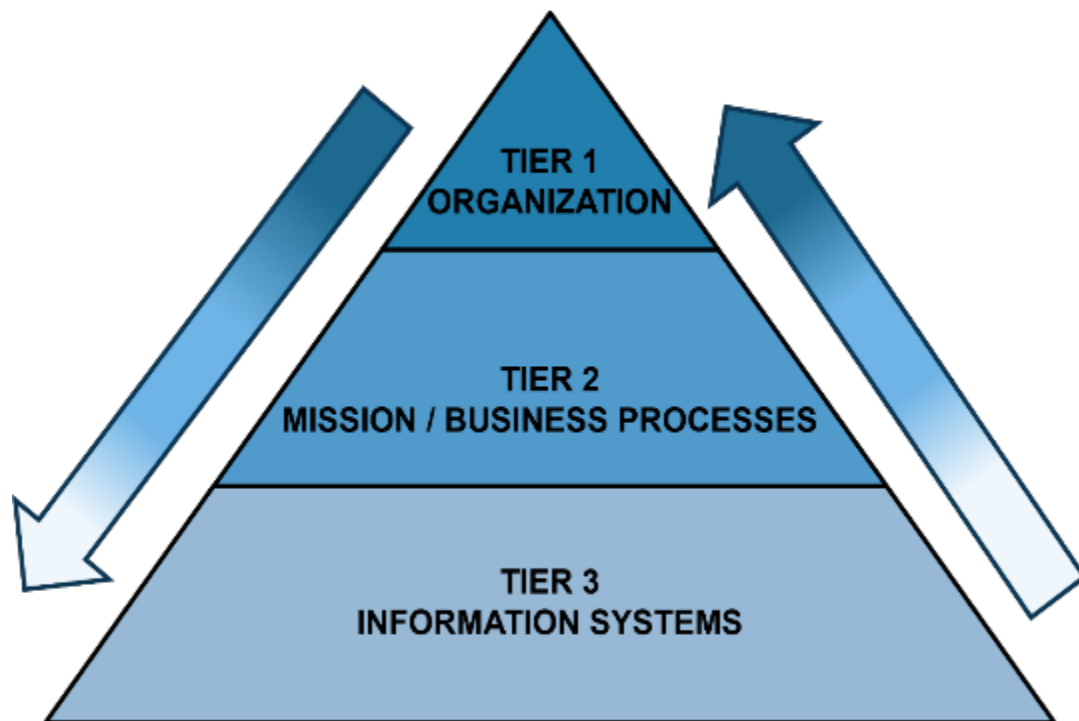 TIER 1
ORGANIZATION
TIER 2
MISSION / BUSINESS PROCESSES
TIER 3
INFORMATION SYSTEMS